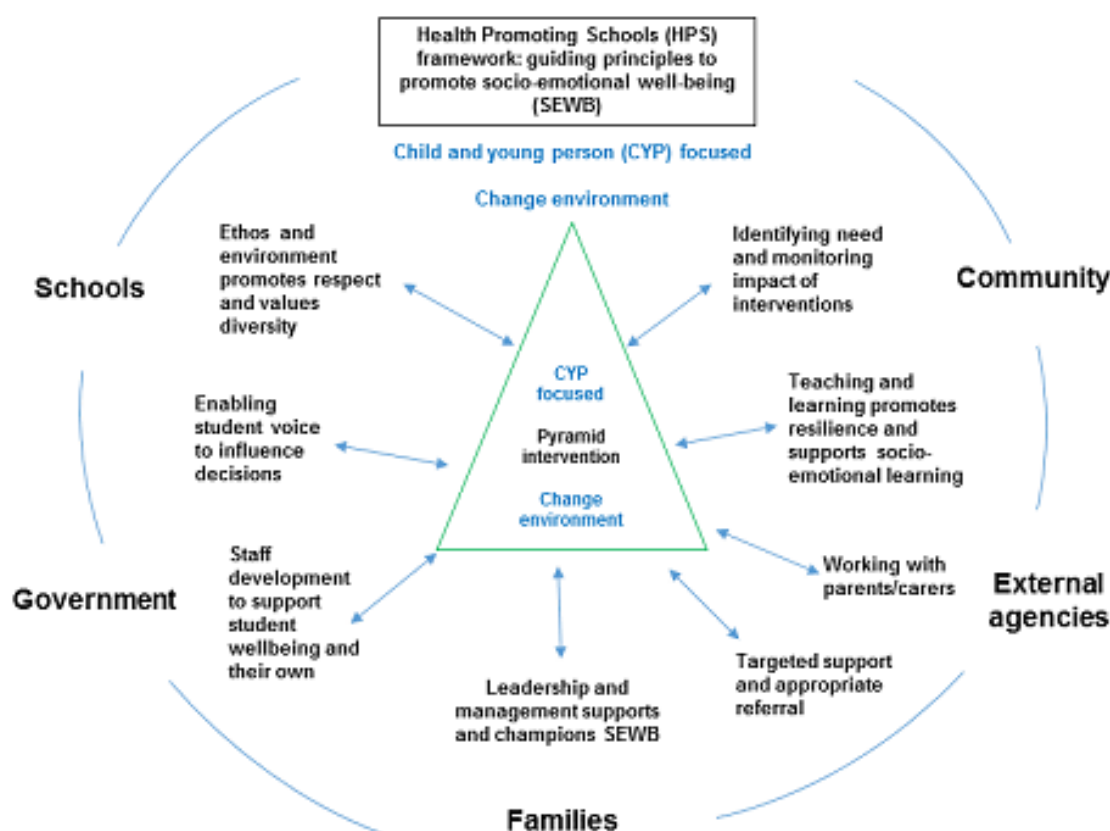 Health Promoting Schools (HPS)
framework: guiding principles to
promote socio-emotional well-being
(SEWB)
Child and young person (CYP) focused
Change environment
Ethos and
environment
promotes respect
and values
diversity
Identifying need
and monitoring
impact of
interventions
Schools
Community
CYP
focused
Pyramid
intervention
Change
environment
Enabling
student voice
to influence
decisions
Teaching and
learning promotes
resilience and
supports socio-
emotional learning
Government
Staff
development
to support
student
wellbeing and
their own
Working with
parents/carers
External
agencies
Leadership and
management supports
and champions SEWB
Targeted support
and appropriate
referral
Families